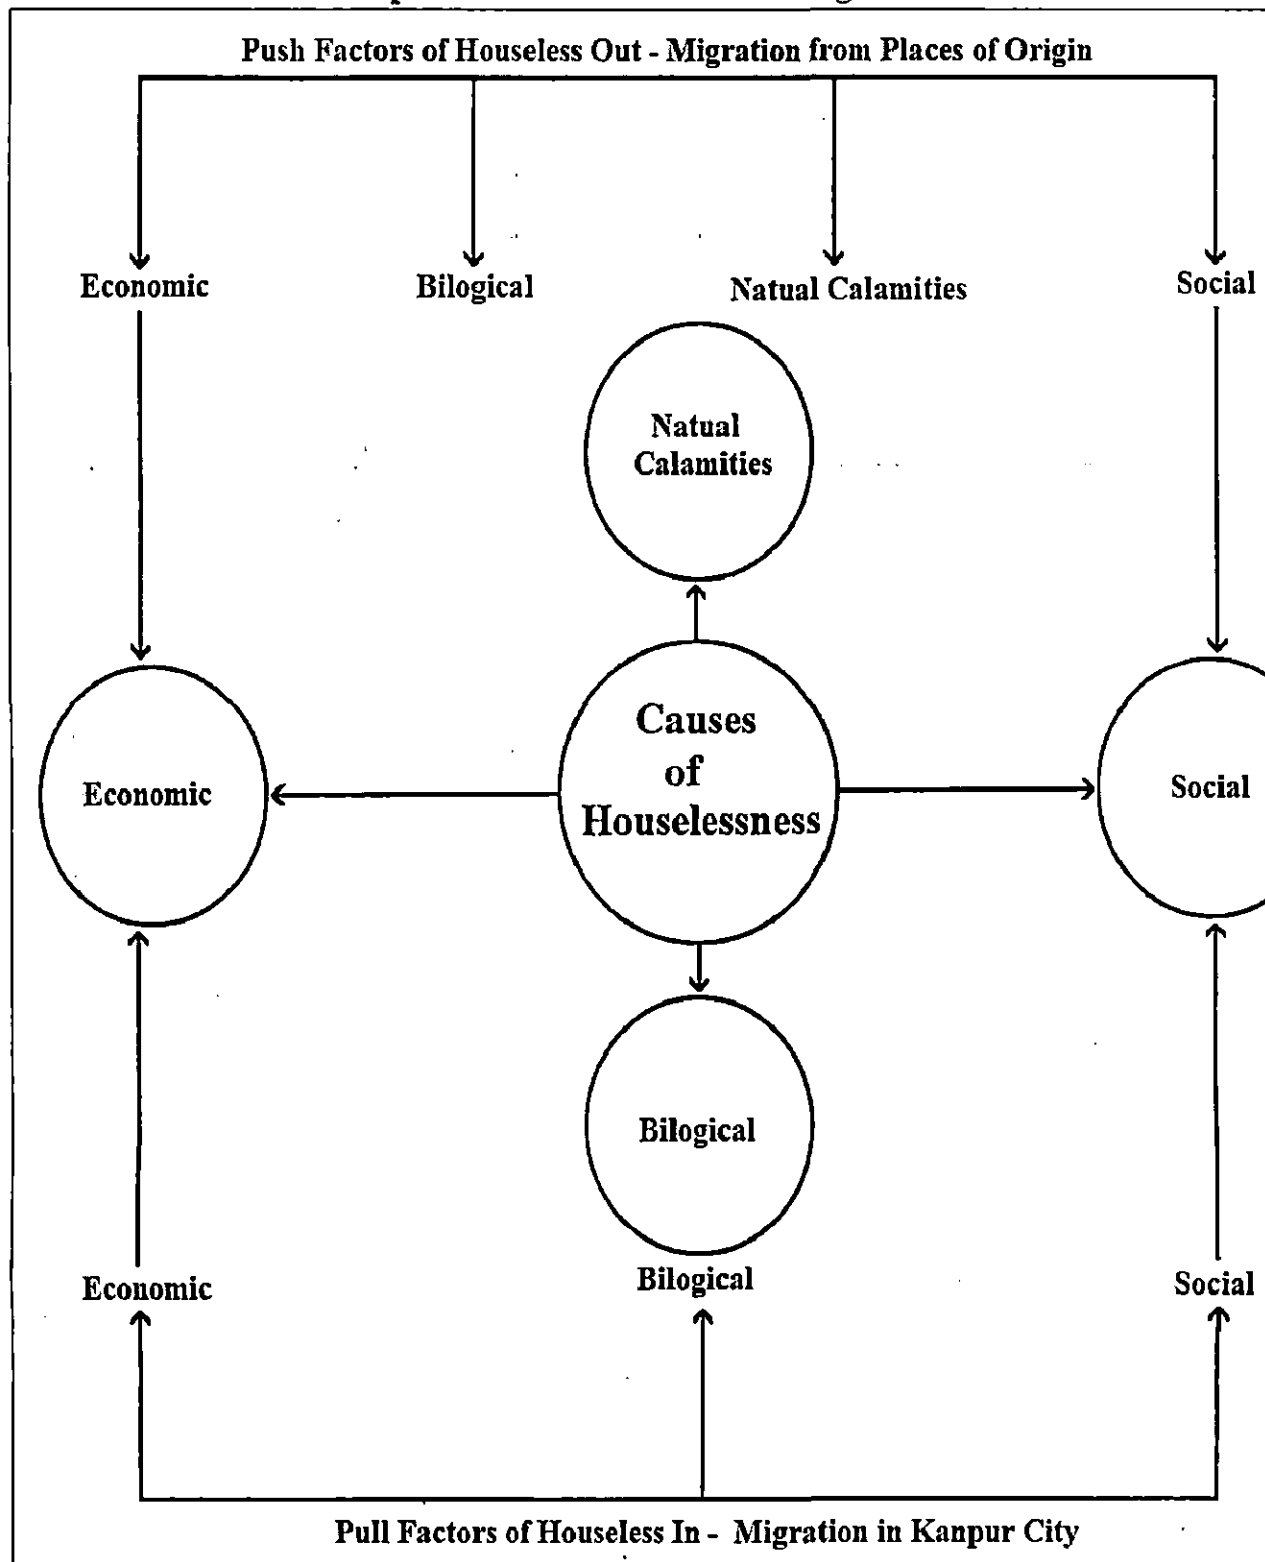 Push Factors of Houseless Out - Migration from Places of Origin
Economic
Bilogical
Natual Calamities
Social
Natual
Calamities
Causes
of
Houselessness
Economic
Social
Bilogical
Economic
Bilogical
Social
Pull Factors of Houseless In - Migration in Kanpur City